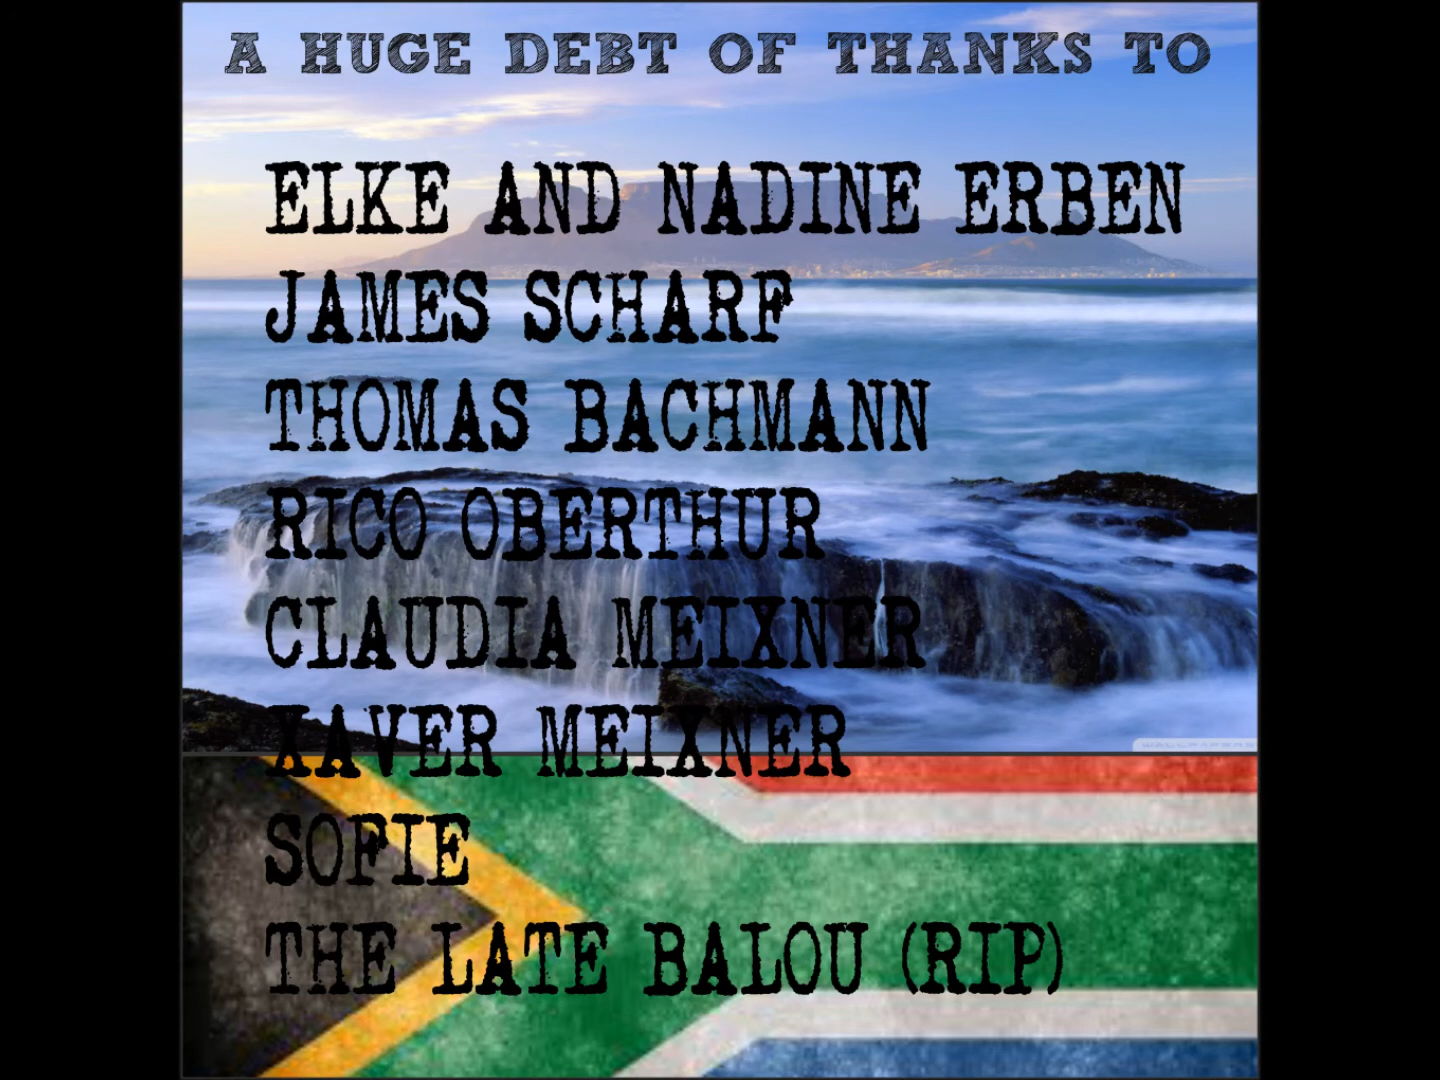 A HUGE DEBT OF THANKS TO
ELKE AND NADINE ERBEN
JAMES SCHARF
THOMAS BACHMANN
RICO OBERTHUR
CLAUDIA MEIXNER
XAVER MEIXNER
SOFIE
THE LATE BALOU (RIP)